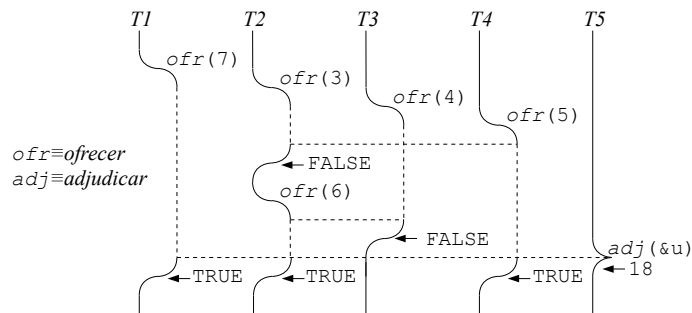 T1 T2 T3 T4 T5
ofr(7)
ofr(3)
ofr(4)
ofr(5)
ofr≡ofrecer
FALSE
adj≡adjudicar
ofr(6)
FALSE
adj(&u)
18
TRUE TRUE TRUE